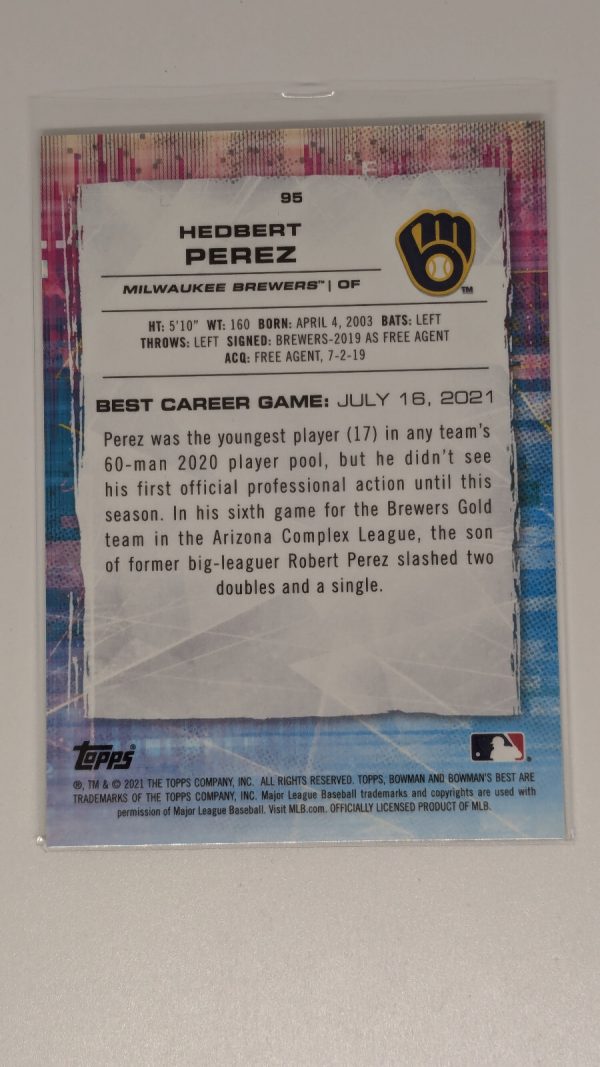 95
HEDBERT
PEREZ
MILWAUKEE BREWERS™ | OF
TM
HT: 5'10" WT: 160 BORN: APRIL 4, 2003 BATS: LEFT
THROWS: LEFT SIGNED: BREWERS-2019 AS FREE AGENT
ACQ: FREE AGENT, 7-2-19
BEST CAREER GAME: JULY 16, 2021
Perez was the youngest player (17) in any team's
60-man 2020 player pool, but he didn't see
his first official professional action until this
season. In his sixth game for the Brewers Gold
team in the Arizona Complex League, the son
of former big-leaguer Robert Perez slashed two
doubles and a single.
Topps
®, TM & © 2021 THE TOPPS COMPANY, INC. ALL RIGHTS RESERVED. TOPPS, BOWMAN AND BOWMAN'S BEST ARE
TRADEMARKS OF THE TOPPS COMPANY, INC. Major League Baseball trademarks and copyrights are used with
permission of Major League Baseball. Visit MLB.com. OFFICIALLY LICENSED PRODUCT OF MLB.